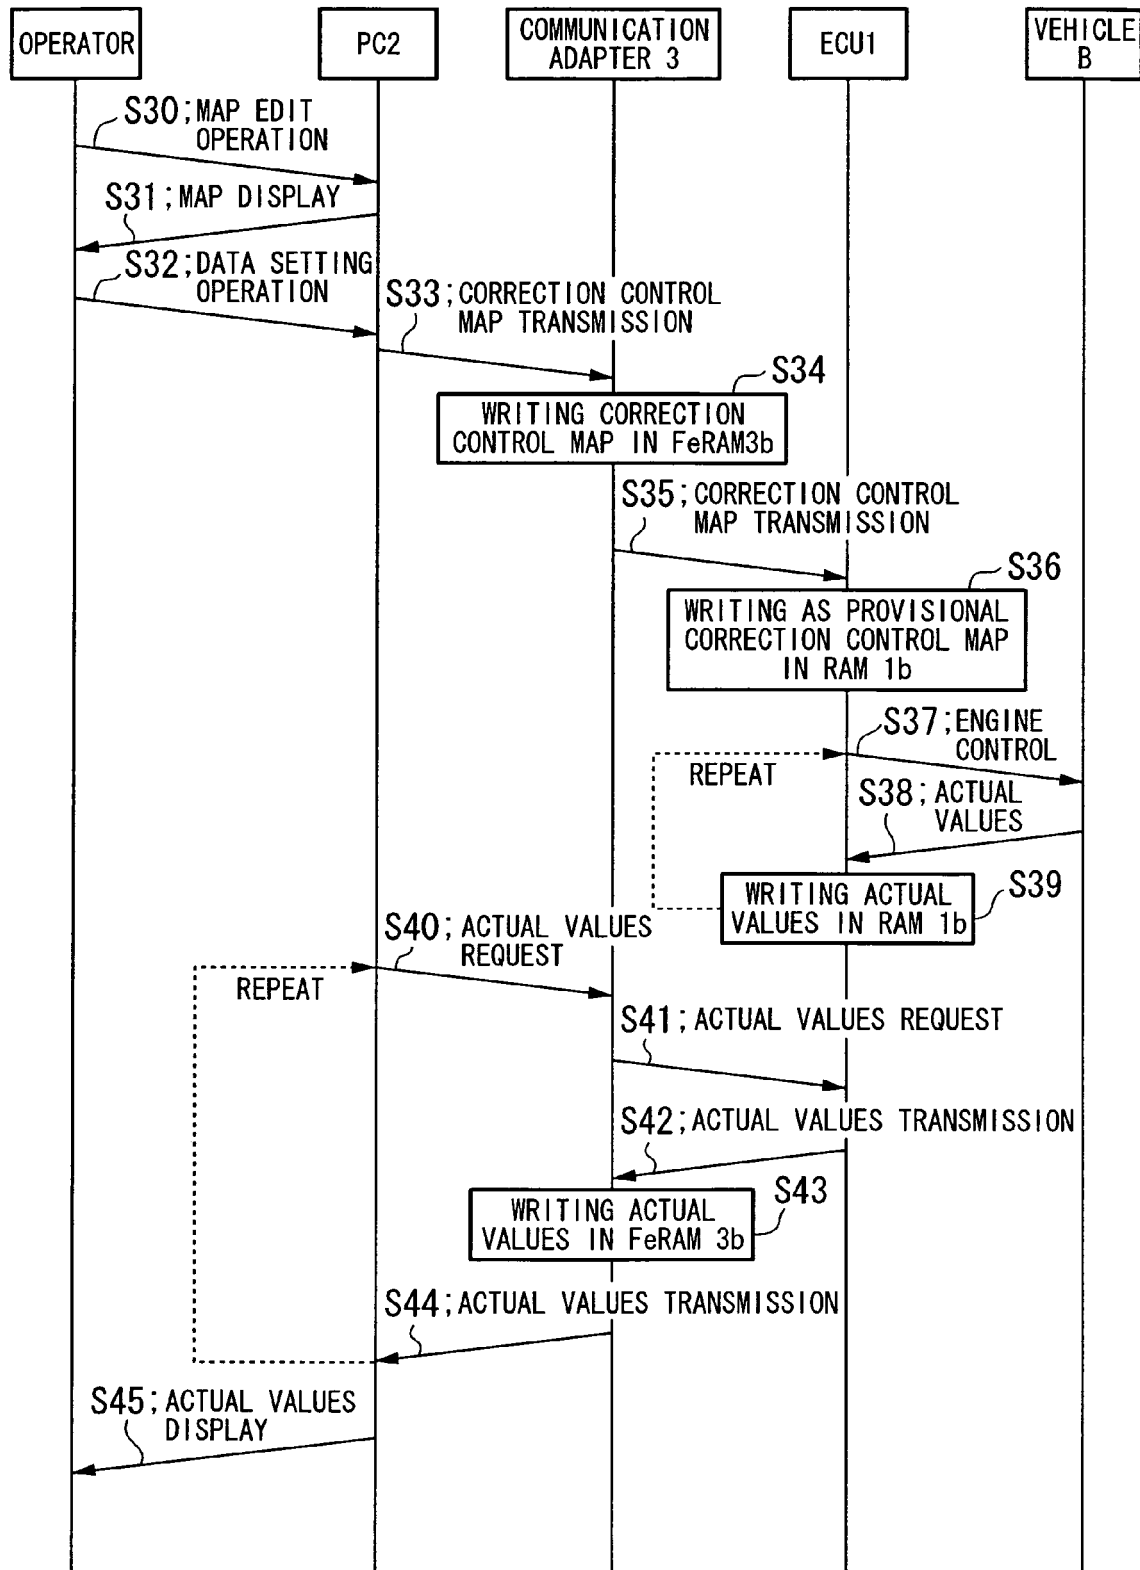 OPERATOR
PC2
COMMUNICATION
ADAPTER 3
ECU1
VEHICLE
B
S30;MAP EDIT
OPERATION
S31;MAP DISPLAY
S32;DATA SETTING
OPERATION
S33;CORRECTION CONTROL
MAP TRANSMISSION
S34
WRITING CORRECTION
CONTROL MAP IN FeRAM3b
S35;CORRECTION CONTROL
MAP TRANSMISSION
S36
WRITING AS PROVISIONAL
CORRECTION CONTROL MAP
IN RAM 1b
S37;ENGINE
CONTROL
REPEAT
S38;ACTUAL
VALUES
S39
WRITING ACTUAL
VALUES IN RAM 1b
S40;ACTUAL VALUES
REQUEST
REPEAT
S41;ACTUAL VALUES REQUEST
S42;ACTUAL VALUES TRANSMISSION
S43
WRITING ACTUAL
VALUES IN FeRAM 3b
S44;ACTUAL VALUES TRANSMISSION
S45;ACTUAL VALUES
DISPLAY